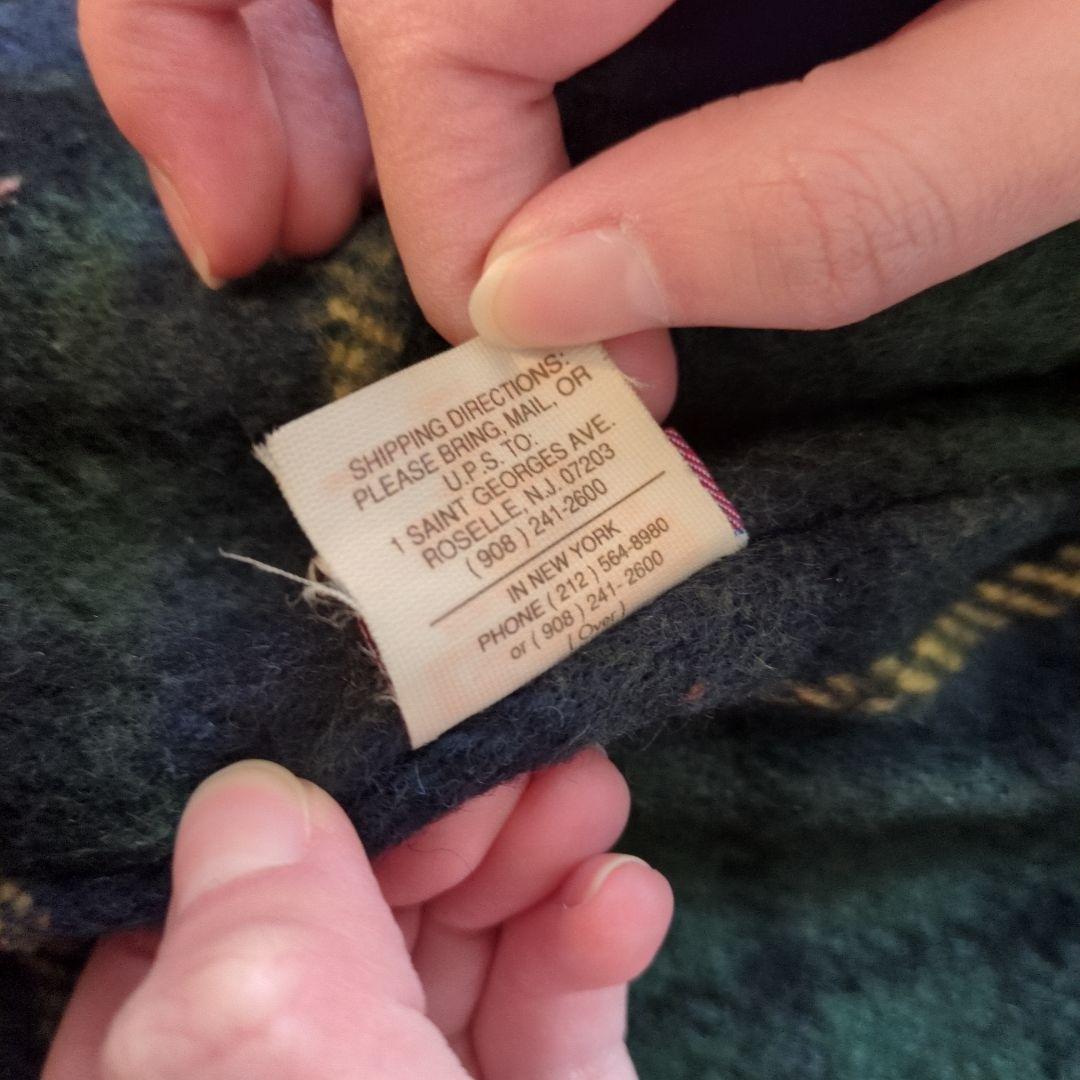 SHIPPING DIRECTIONS:
PLEASE BRING, MAIL, OR
U.P.S. TO:
1 SAINT GEORGES AVE.
ROSELLE, N.J. 07203
( 908 ) 241-2600
IN NEW YORK
PHONE ( 212 ) 564-8980
or ( 908 ) 241- 2600
( Over )